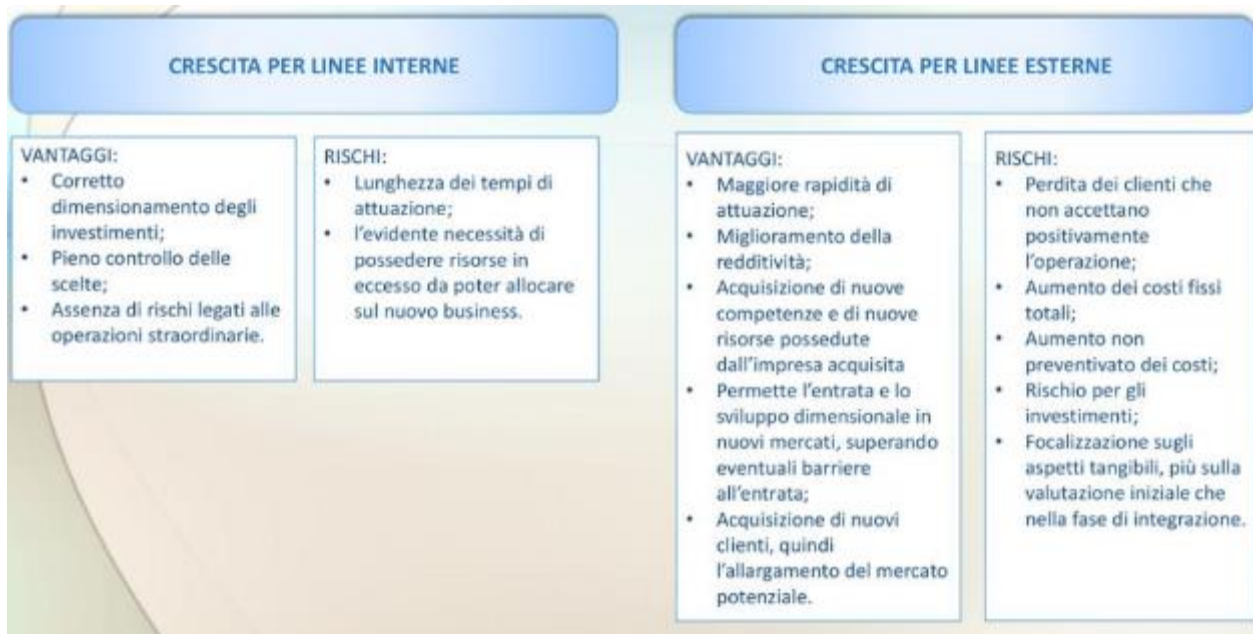 CRESCITA PER LINEE INTERNE
VANTAGGI:
• Corretto
dimensionamento degli
investimenti;
• Pieno controllo delle
scelte;
• Assenza di rischi legati alle
operazioni straordinarie.
RISCHI:
• Lunghezza dei tempi di
attuazione;
• l'evidente necessità di
possedere risorse in
eccesso da poter allocare
sul nuovo business.
CRESCITA PER LINEE ESTERNE
VANTAGGI:
• Maggiore rapidità di
attuazione;
• Miglioramento della
redditività;
• Acquisizione di nuove
competenze e di nuove
risorse possedute
dall'impresa acquisita
• Permette l'entrata e lo
sviluppo dimensionale in
nuovi mercati, superando
eventuali barriere
all'entrata;
• Acquisizione di nuovi
clienti, quindi
l'allargamento del mercato
potenziale.
RISCHI:
• Perdita dei clienti che
non accettano
positivamente
l'operazione;
• Aumento dei costi fissi
totali;
• Aumento non
preventivato dei costi;
• Rischio per gli
investimenti;
• Focalizzazione sugli
aspetti tangibili, più sulla
valutazione iniziale che
nella fase di integrazione.